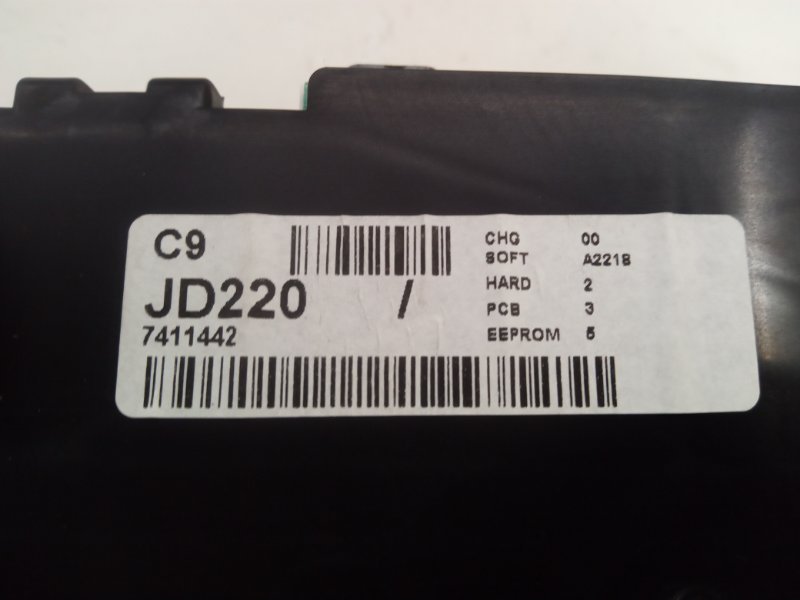 C9
JD220 /
7411442
CHG 00
SOFT A221B
HARD 2
PCB 3
EEPROM 5